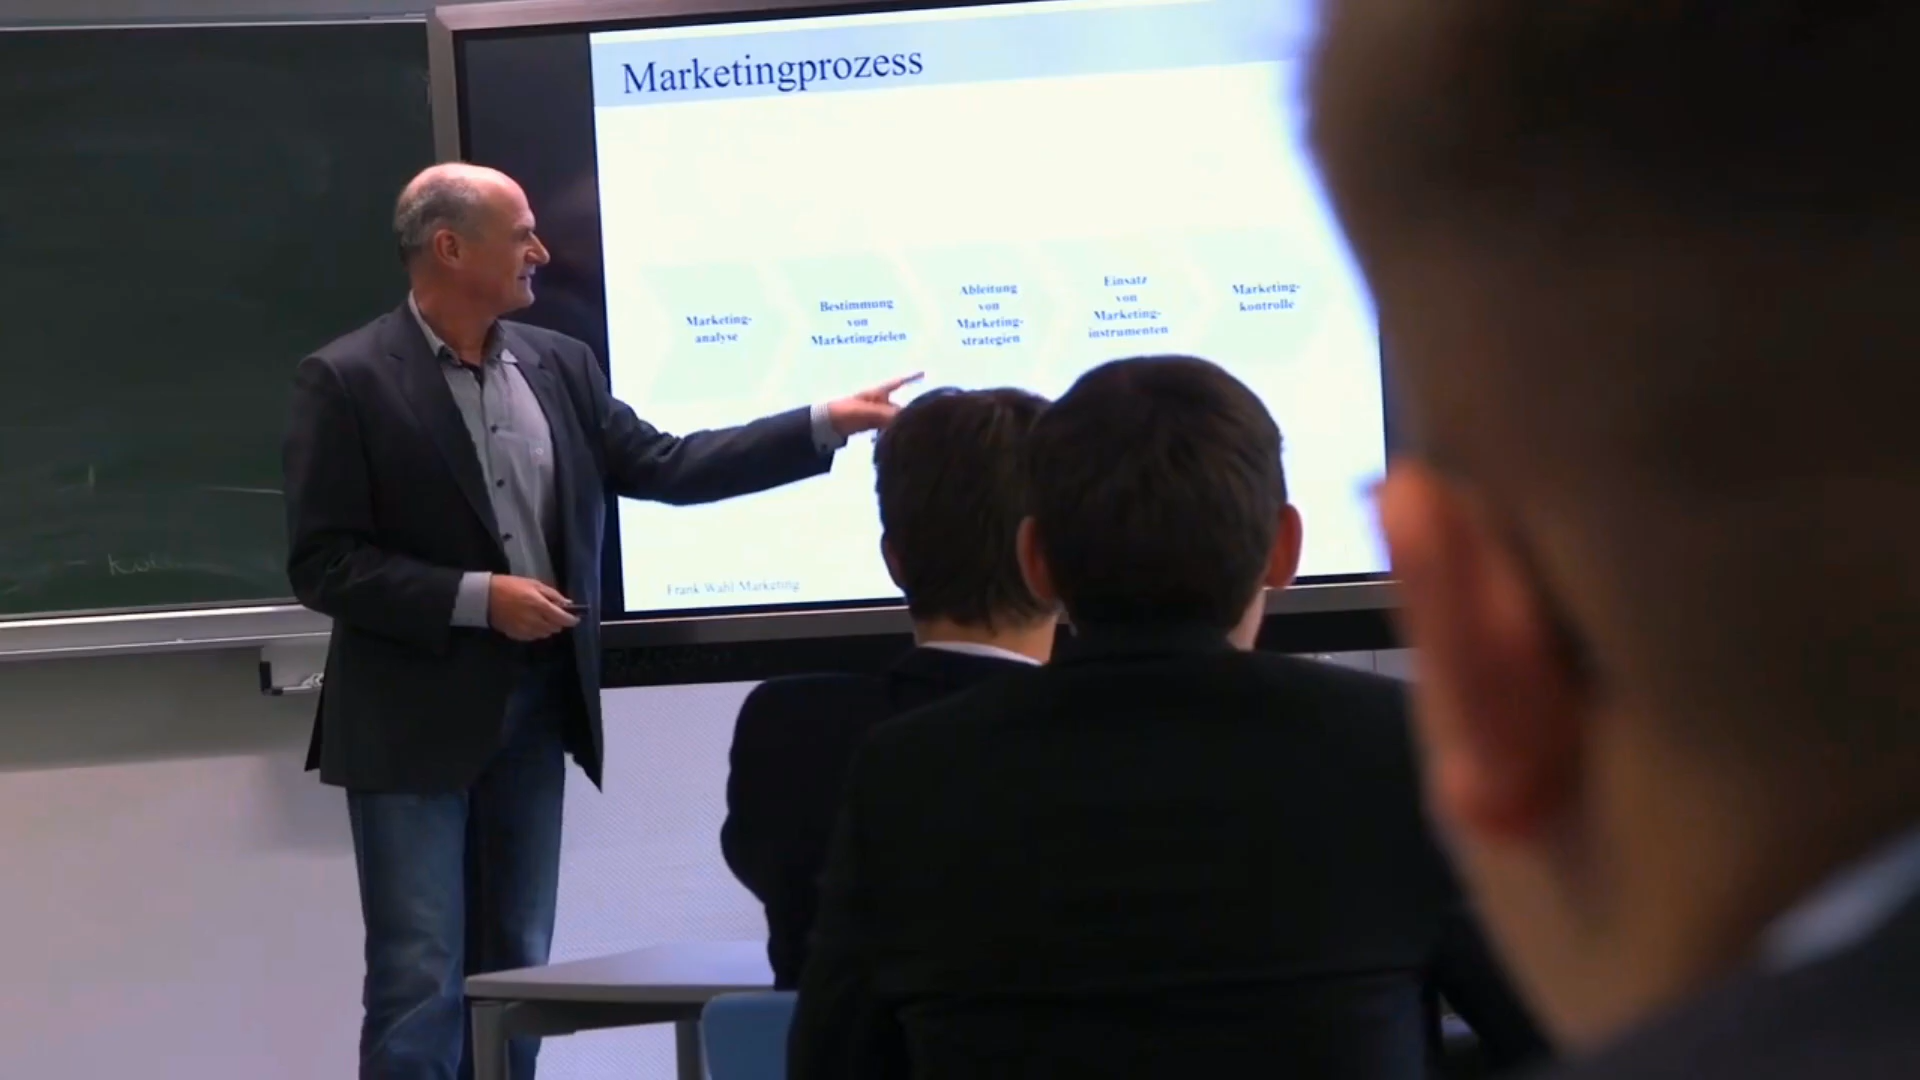 Marketingprozess
Marketing-
analyse
Bestimmung
von
Marketingzielen
Ableitung
von
Marketing-
strategien
Einsatz
von
Marketing-
instrumenten
Marketing-
kontrolle
Frank Wahl Marketing